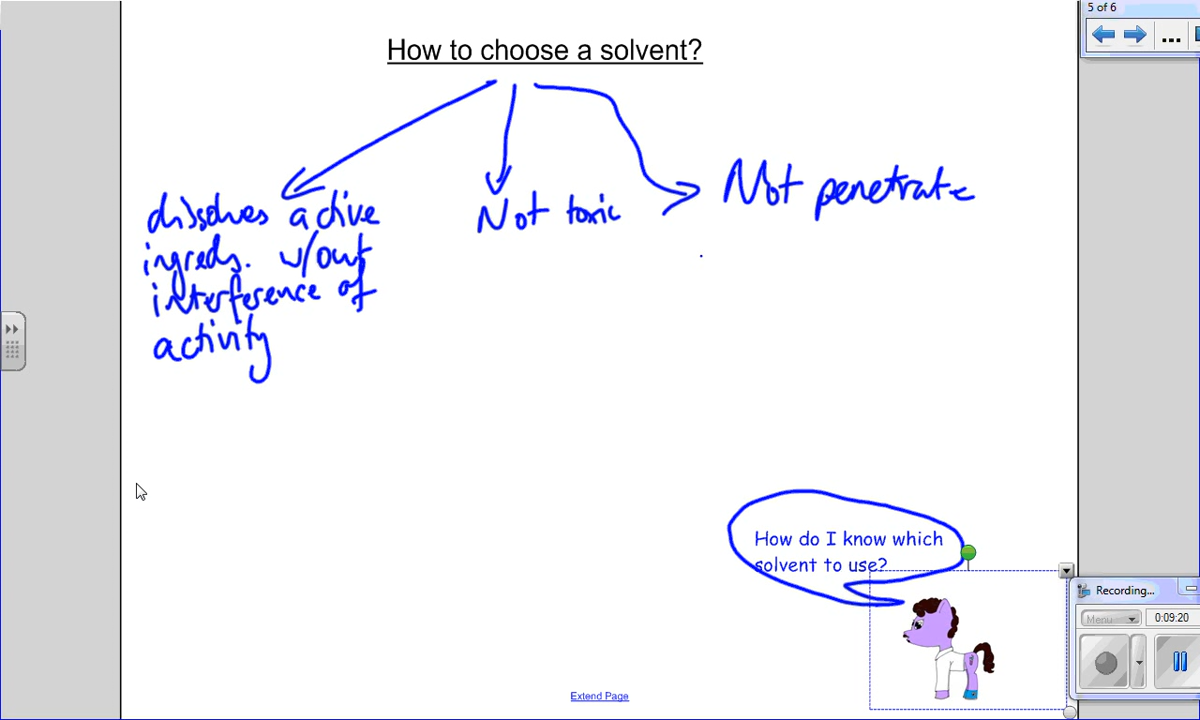 5 of 6
How to choose a solvent?
dissolves active
ingreds. w/out
interference of
activity
Not toxic
Not penetrate
How do I know which
solvent to use?
Recording...
Menu
0:09:20
Extend Page